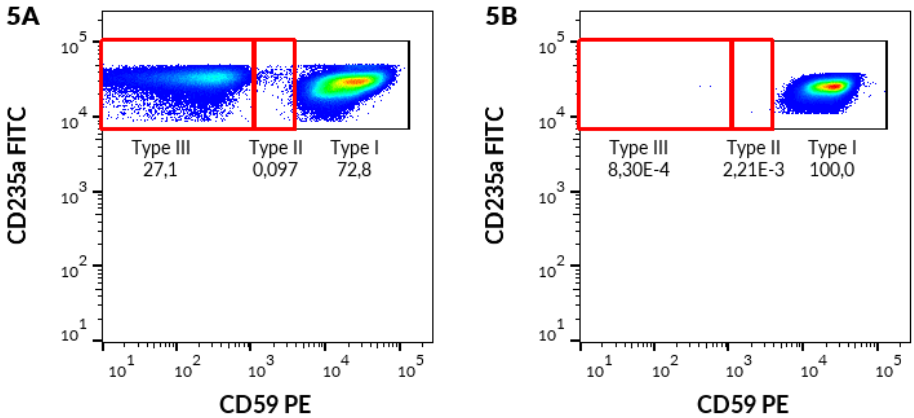 5A
10^5
10^4
10^3
10^2
10^1
CD235a FITC
Type III
27,1
Type II
0,097
Type I
72,8
10^1 10^2 10^3 10^4 10^5
CD59 PE
5B
10^5
10^4
10^3
10^2
10^1
CD235a FITC
Type III
8,30E-4
Type II
2,21E-3
Type I
100,0
10^1 10^2 10^3 10^4 10^5
CD59 PE